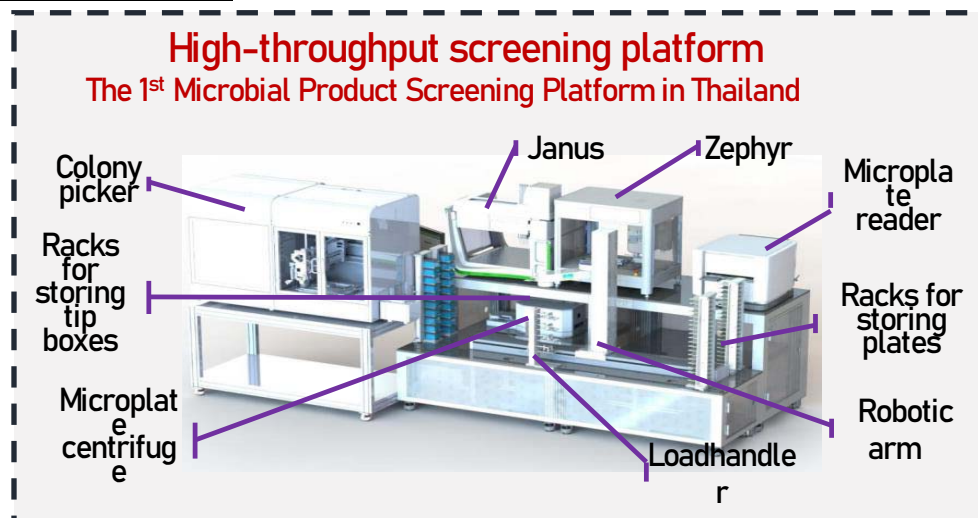 High-throughput screening platform
The 1st Microbial Product Screening Platform in Thailand
Colony
picker
Janus
Zephyr
Micropla
te
reader
Racks
for
storing
tip
boxes
Racks for
storing
plates
Microplat
e
centrifug
e
Robotic
arm
Loadhandle
r